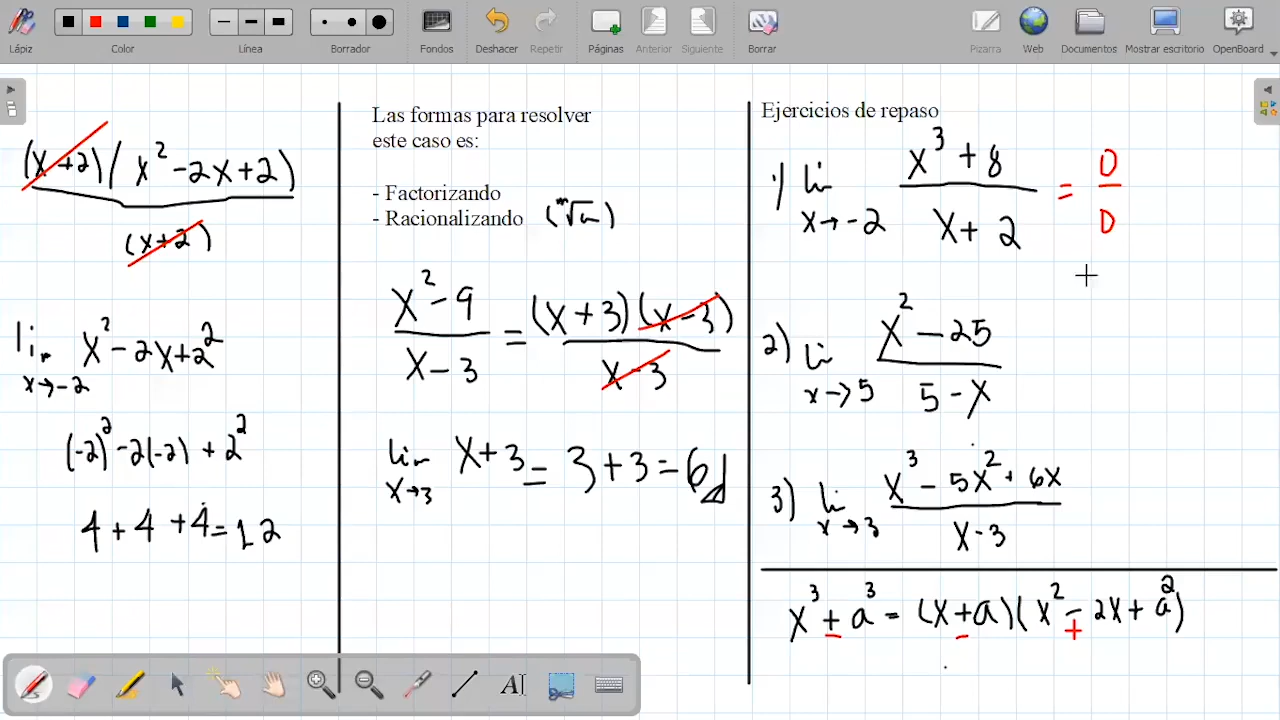 Lápiz
Color
Línea
Borrador
Fondos
Deshacer
Repetir
Páginas
Anterior
Siguiente
Borrar
Pizarra
Web
Documentos
Mostrar escritorio
OpenBoard
(x+2)(x² -2x+2)
(x+2)
lim x² - 2x+2²
x→-2
(-2)² -2(-2) + 2²
4 + 4 + 4 = 12
Las formas para resolver
este caso es:
- Factorizando
- Racionalizando (ᵐ√a)
x² - 9 = (x + 3)(x - 3)
x - 3 x - 3
lim x+3 = 3 + 3 = 6
x→3
Ejercicios de repaso
1) lim x³ + 8 = 0
x→-2 x + 2 0
2) lim x² - 25
x→5 5 - x
3) lim x³ - 5x² + 6x
x→3 x - 3
x³ + a³ = (x+a)(x² - 2x + a²)
+
AI